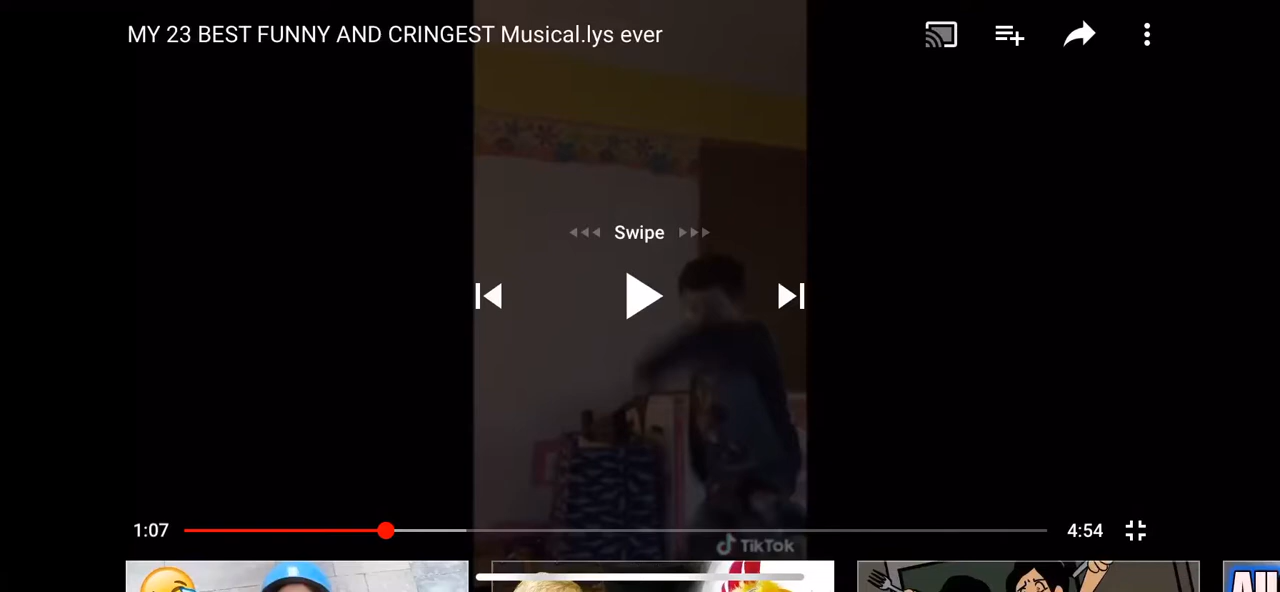 MY 23 BEST FUNNY AND CRINGEST Musical.lys ever
Swipe
1:07
4:54
TikTok